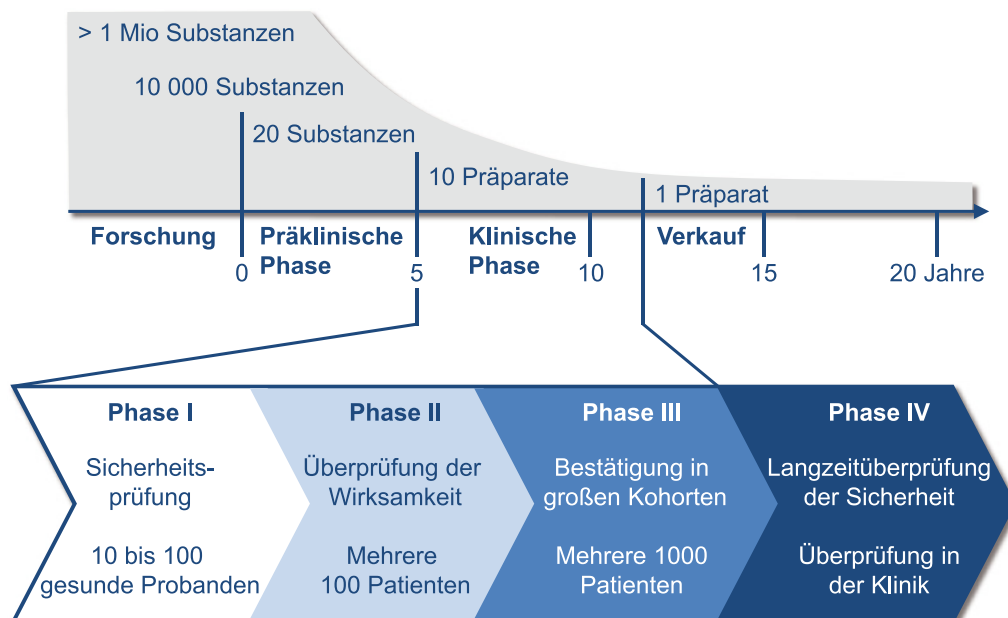 > 1 Mio Substanzen
10 000 Substanzen
20 Substanzen
10 Präparate
1 Präparat
Forschung
Präklinische
Phase
Klinische
Phase
Verkauf
0
5
10
15
20 Jahre
Phase I
Sicherheits-
prüfung
10 bis 100
gesunde Probanden
Phase II
Überprüfung der
Wirksamkeit
Mehrere
100 Patienten
Phase III
Bestätigung in
großen Kohorten
Mehrere 1000
Patienten
Phase IV
Langzeitüberprüfung
der Sicherheit
Überprüfung in
der Klinik